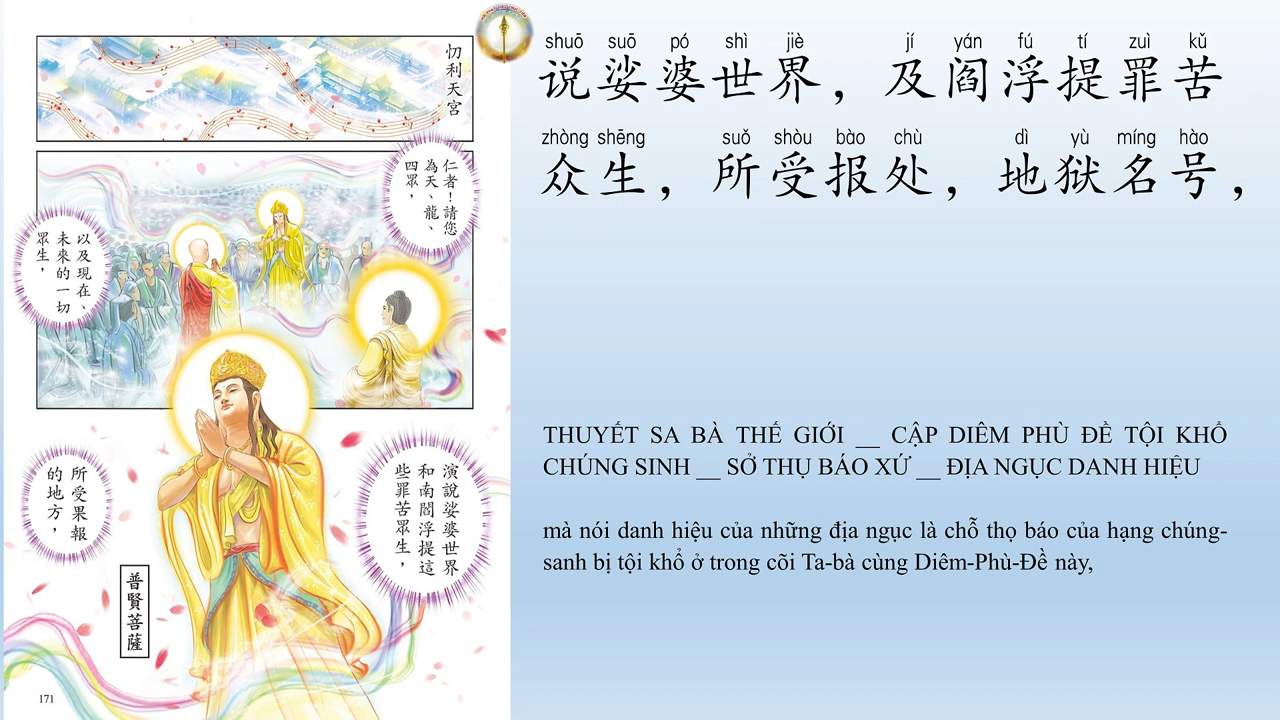 忉利天宮
仁者！請您
為天、龍、
四眾，
以及現在、
未來的一切
眾生，
演說娑婆世界
和南閻浮提這
些罪苦眾生，
所受果報
的地方，
普賢菩薩
171
shuō suō pó shì jiè jí yán fú tí zuì kǔ
说娑婆世界，及阎浮提罪苦
zhòng shēng suǒ shòu bào chù dì yù míng hào
众生，所受报处，地狱名号，
THUYẾT SA BÀ THẾ GIỚI __ CẬP DIÊM PHÙ ĐỀ TỘI KHỔ
CHÚNG SINH __ SỞ THỤ BÁO XỨ __ ĐỊA NGỤC DANH HIỆU
mà nói danh hiệu của những địa ngục là chỗ thọ báo của hạng chúng-
sanh bị tội khổ ở trong cõi Ta-bà cùng Diêm-Phù-Đề này,